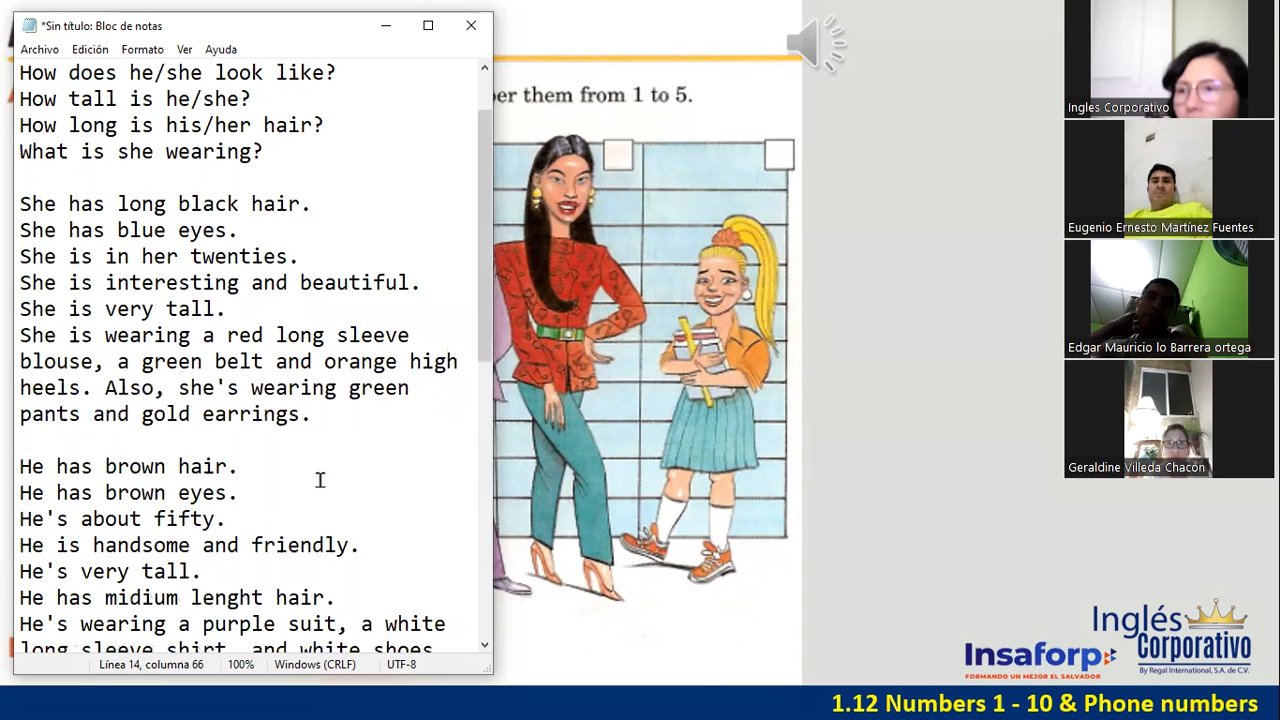 *Sin título: Bloc de notas
Archivo Edición Formato Ver Ayuda
How does he/she look like?
How tall is he/she?
How long is his/her hair?
What is she wearing?
She has long black hair.
She has blue eyes.
She is in her twenties.
She is interesting and beautiful.
She is very tall.
She is wearing a red long sleeve
blouse, a green belt and orange high
heels. Also, she's wearing green
pants and gold earrings.
He has brown hair.
He has brown eyes.
He's about fifty.
He is handsome and friendly.
He's very tall.
He has midium lenght hair.
He's wearing a purple suit, a white
long sleeve shirt, and white shoes
Línea 14, columna 66 100% Windows (CRLF) UTF-8
them from 1 to 5.
Ingles Corporativo
Eugenio Ernesto Martínez Fuentes
Edgar Mauricio lo Barrera ortega
Geraldine Villeda Chacón
Insaforp
FORMANDO UN MEJOR EL SALVADOR
Inglés
Corporativo
By Regal International, S.A. de C.V.
1.12 Numbers 1 - 10 & Phone numbers